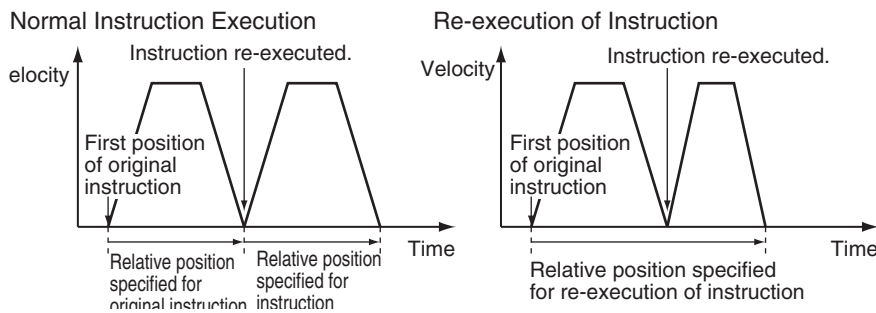 Normal Instruction Execution
Instruction re-executed.
elocity
First position
of original
instruction
Time
Relative position
specified for
original instruction
Relative position
specified for
instruction
Re-execution of Instruction
Instruction re-executed.
Velocity
First position
of original
instruction
Time
Relative position specified
for re-execution of instruction